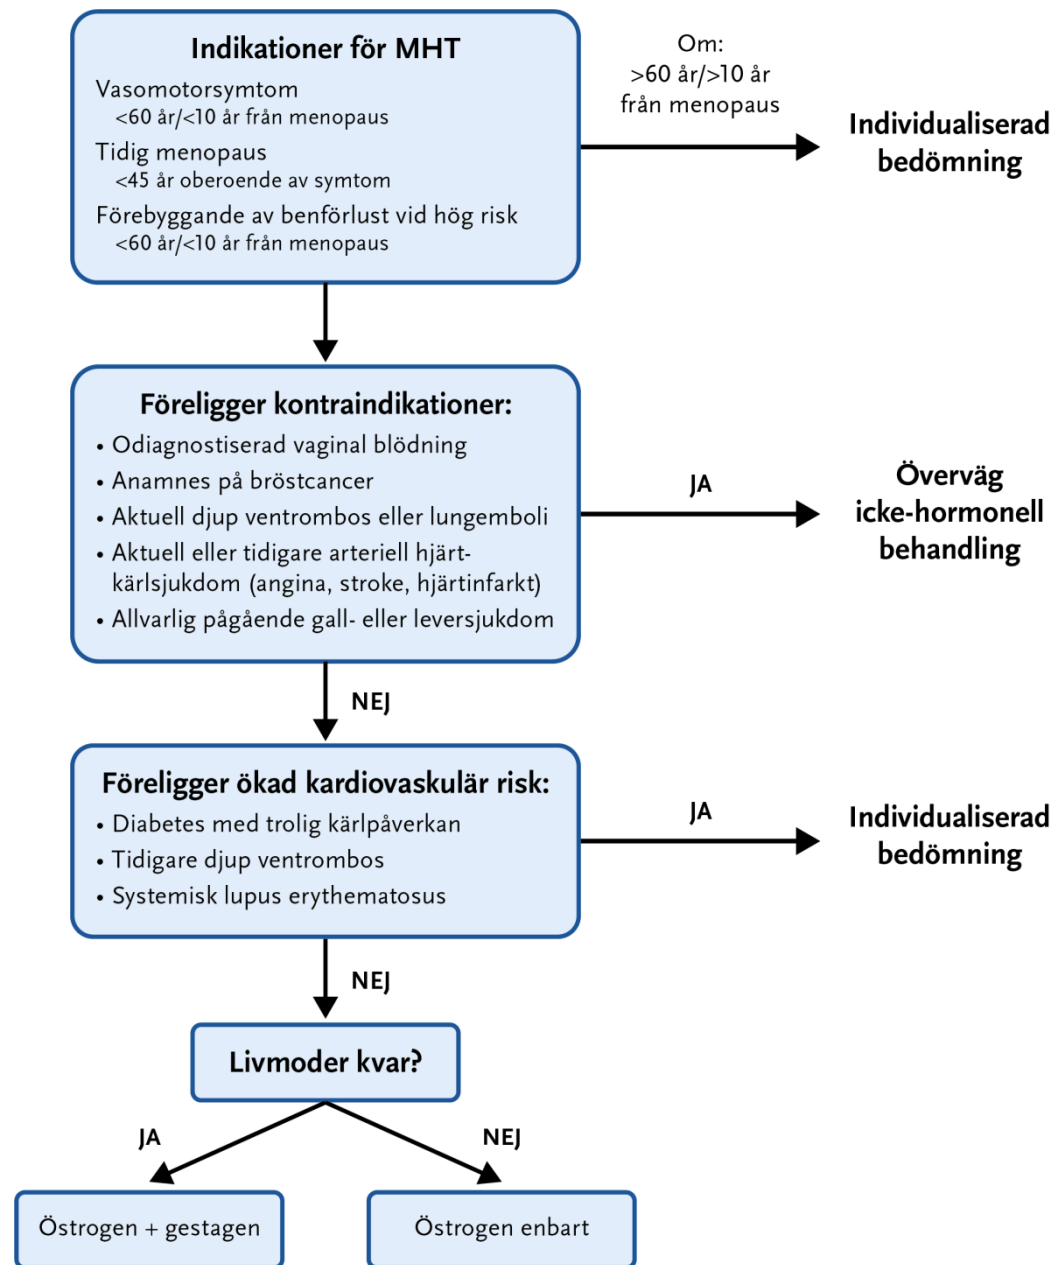 Indikationer för MHT
Vasomotorsymtom
<60 år/<10 år från menopaus
Tidig menopaus
<45 år oberoende av symtom
Förebyggande av benförlust vid hög risk
<60 år/<10 år från menopaus
Om:
>60 år/>10 år
från menopaus
Individualiserad
bedömning
Föreligger kontraindikationer:
• Odiagnostiserad vaginal blödning
• Anamnes på bröstcancer
• Aktuell djup ventrombos eller lungemboli
• Aktuell eller tidigare arteriell hjärt-
kärlsjukdom (angina, stroke, hjärtinfarkt)
• Allvarlig pågående gall- eller leversjukdom
JA
Överväg
icke-hormonell
behandling
NEJ
Föreligger ökad kardiovaskulär risk:
• Diabetes med trolig kärlpåverkan
• Tidigare djup ventrombos
• Systemisk lupus erythematosus
JA
Individualiserad
bedömning
NEJ
Livmoder kvar?
JA
NEJ
Östrogen + gestagen
Östrogen enbart